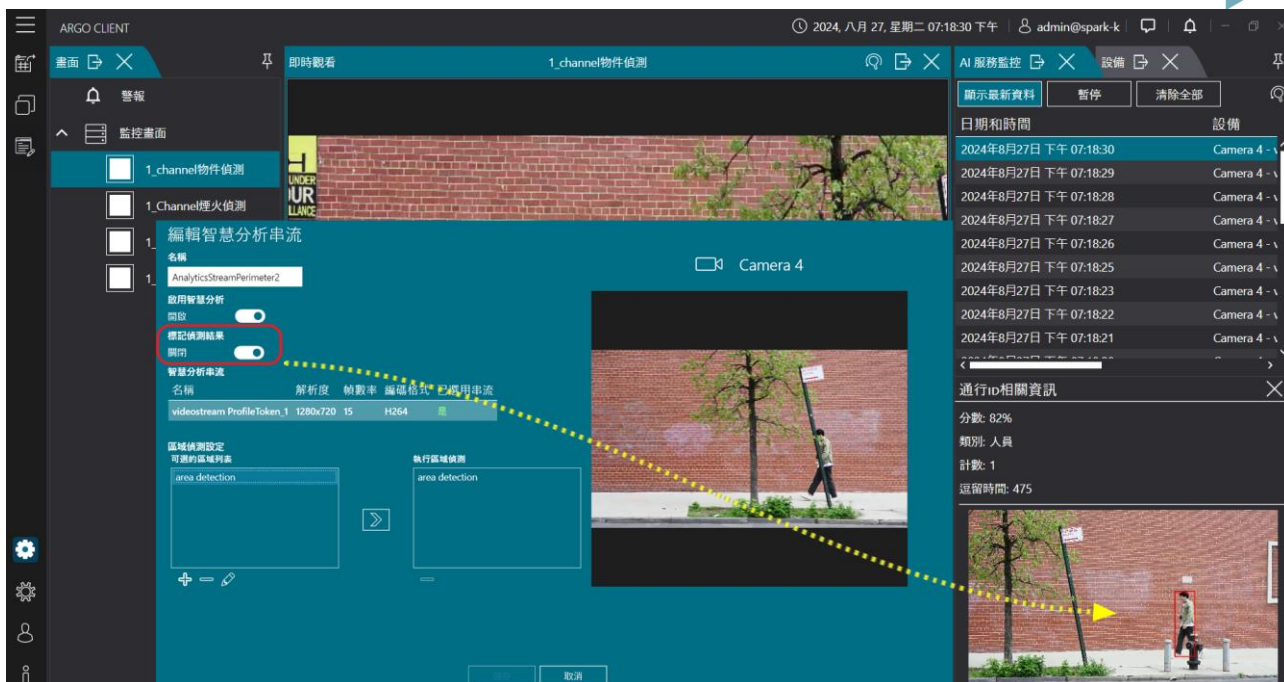 ARGO CLIENT
2024, 八月 27, 星期二 07:18:30 下午
admin@spark-k
畫面
即時觀看
1_channel物件偵測
AI 服務監控
設備
警報
監控畫面
1_channel物件偵測
1_Channel煙火偵測
1_
1_
UNDER
UR
LLANCE
顯示最新資料
暫停
清除全部
日期和時間
設備
2024年8月27日 下午 07:18:30
Camera 4 -
2024年8月27日 下午 07:18:29
Camera 4 -
2024年8月27日 下午 07:18:28
Camera 4 -
2024年8月27日 下午 07:18:27
Camera 4 -
2024年8月27日 下午 07:18:26
Camera 4 -
2024年8月27日 下午 07:18:25
Camera 4 -
2024年8月27日 下午 07:18:23
Camera 4 -
2024年8月27日 下午 07:18:22
Camera 4 -
2024年8月27日 下午 07:18:21
Camera 4 -
編輯智慧分析串流
名稱
AnalyticsStreamPerimeter2
啟用智慧分析
開啟
標記偵測結果
關閉
智慧分析串流
名稱 解析度 幀數率 編碼格式 已選用串流
videostream ProfileToken_1 1280x720 15 H264 是
區域偵測設定
可選的區域列表
area detection
執行區域偵測
area detection
Camera 4
取消
通行ID相關資訊
分數: 82%
類別: 人員
計數: 1
逗留時間: 475